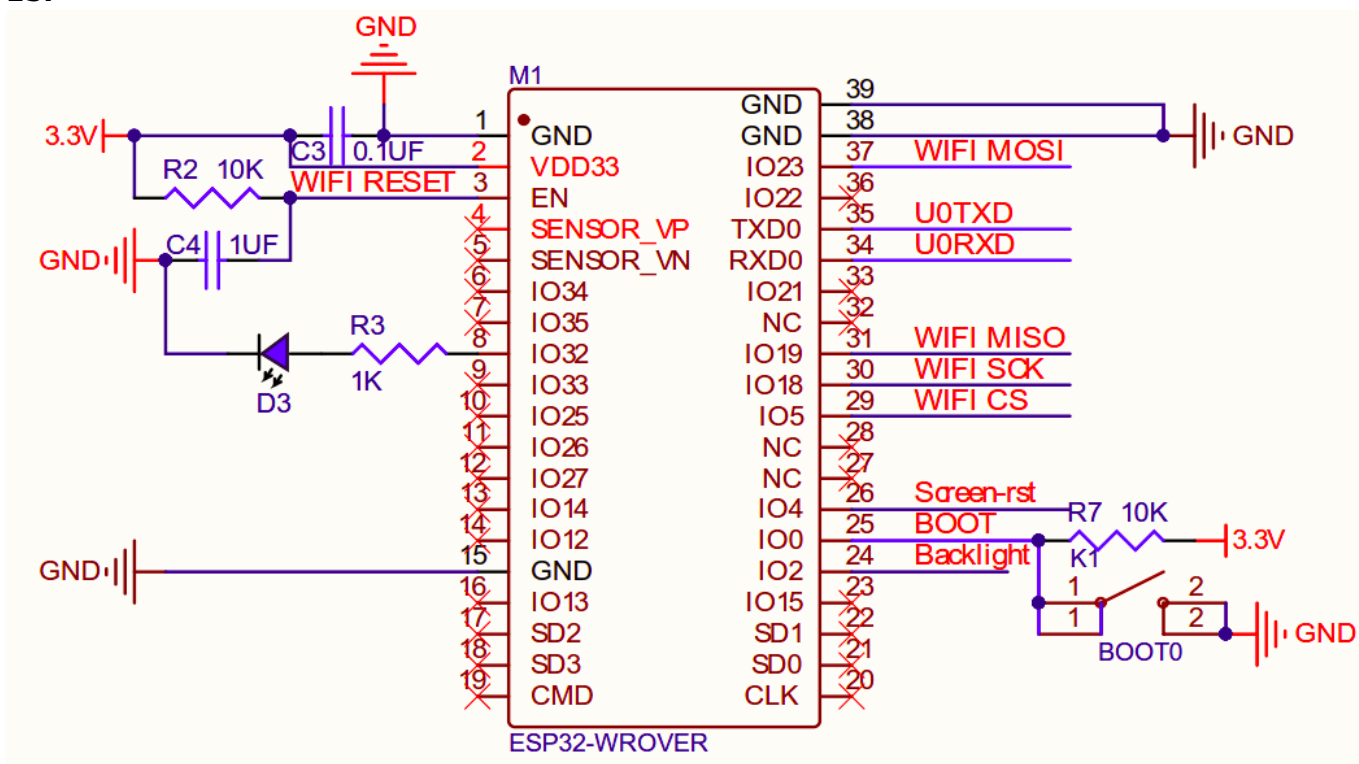 GND
M1
3.3V
C3 0.1UF
R2 10K
WIFI RESET
GND
C4 1UF
R3
1K
D3
GND
1 GND
2 VDD33
3 EN
4 SENSOR_VP
5 SENSOR_VN
6 IO34
7 IO35
8 IO32
9 IO33
10 IO25
11 IO26
12 IO27
13 IO14
14 IO12
15 GND
16 IO13
17 SD2
18 SD3
19 CMD
GND 39
GND 38
IO23 37 WIFI MOSI
IO22 36
TXD0 35 U0TXD
RXD0 34 U0RXD
IO21 33
NC 32
IO19 31 WIFI MISO
IO18 30 WIFI SCK
IO5 29 WIFI CS
NC 28
NC 27
IO4 26 Screen-rst
IO0 25 BOOT
IO2 24 Backlight
IO15 23
SD1 22
SD0 21
CLK 20
GND
R7 10K
3.3V
K1
1 2
1 2
BOOT0
GND
ESP32-WROVER